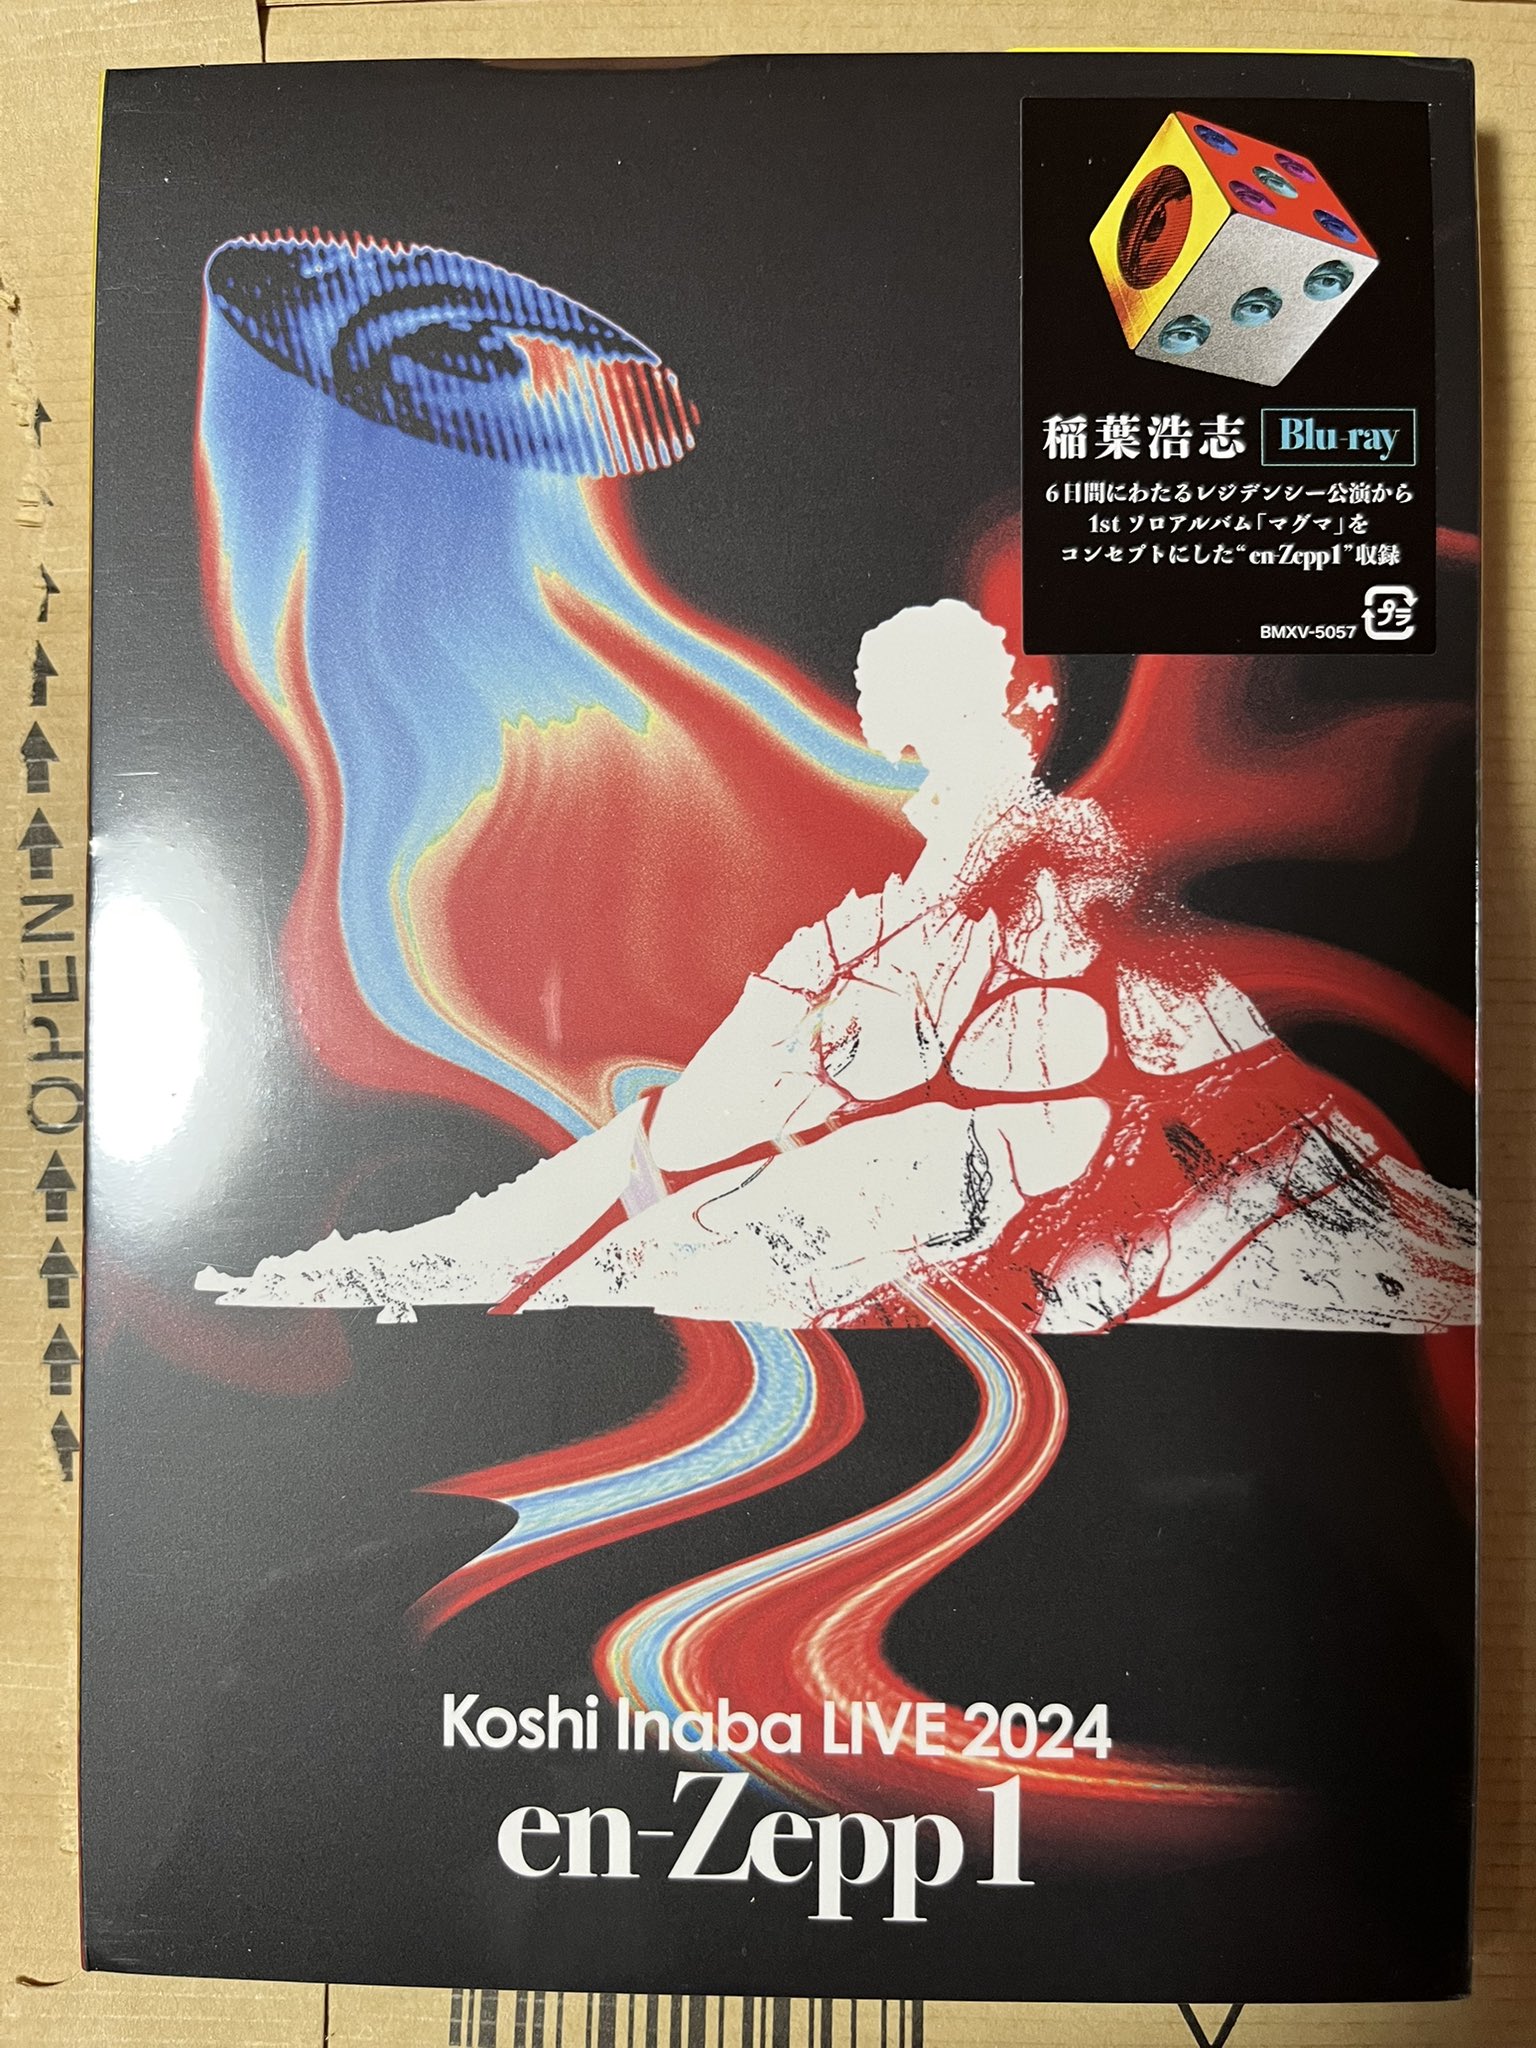 稲葉浩志 Blu-ray
6日間にわたるレジデンシー公演から
1st ソロアルバム「マグマ」を
コンセプトにした“en-Zepp1”収録
BMXV-5057 プラ
OPEN
Koshi Inaba LIVE 2024
en-Zepp1